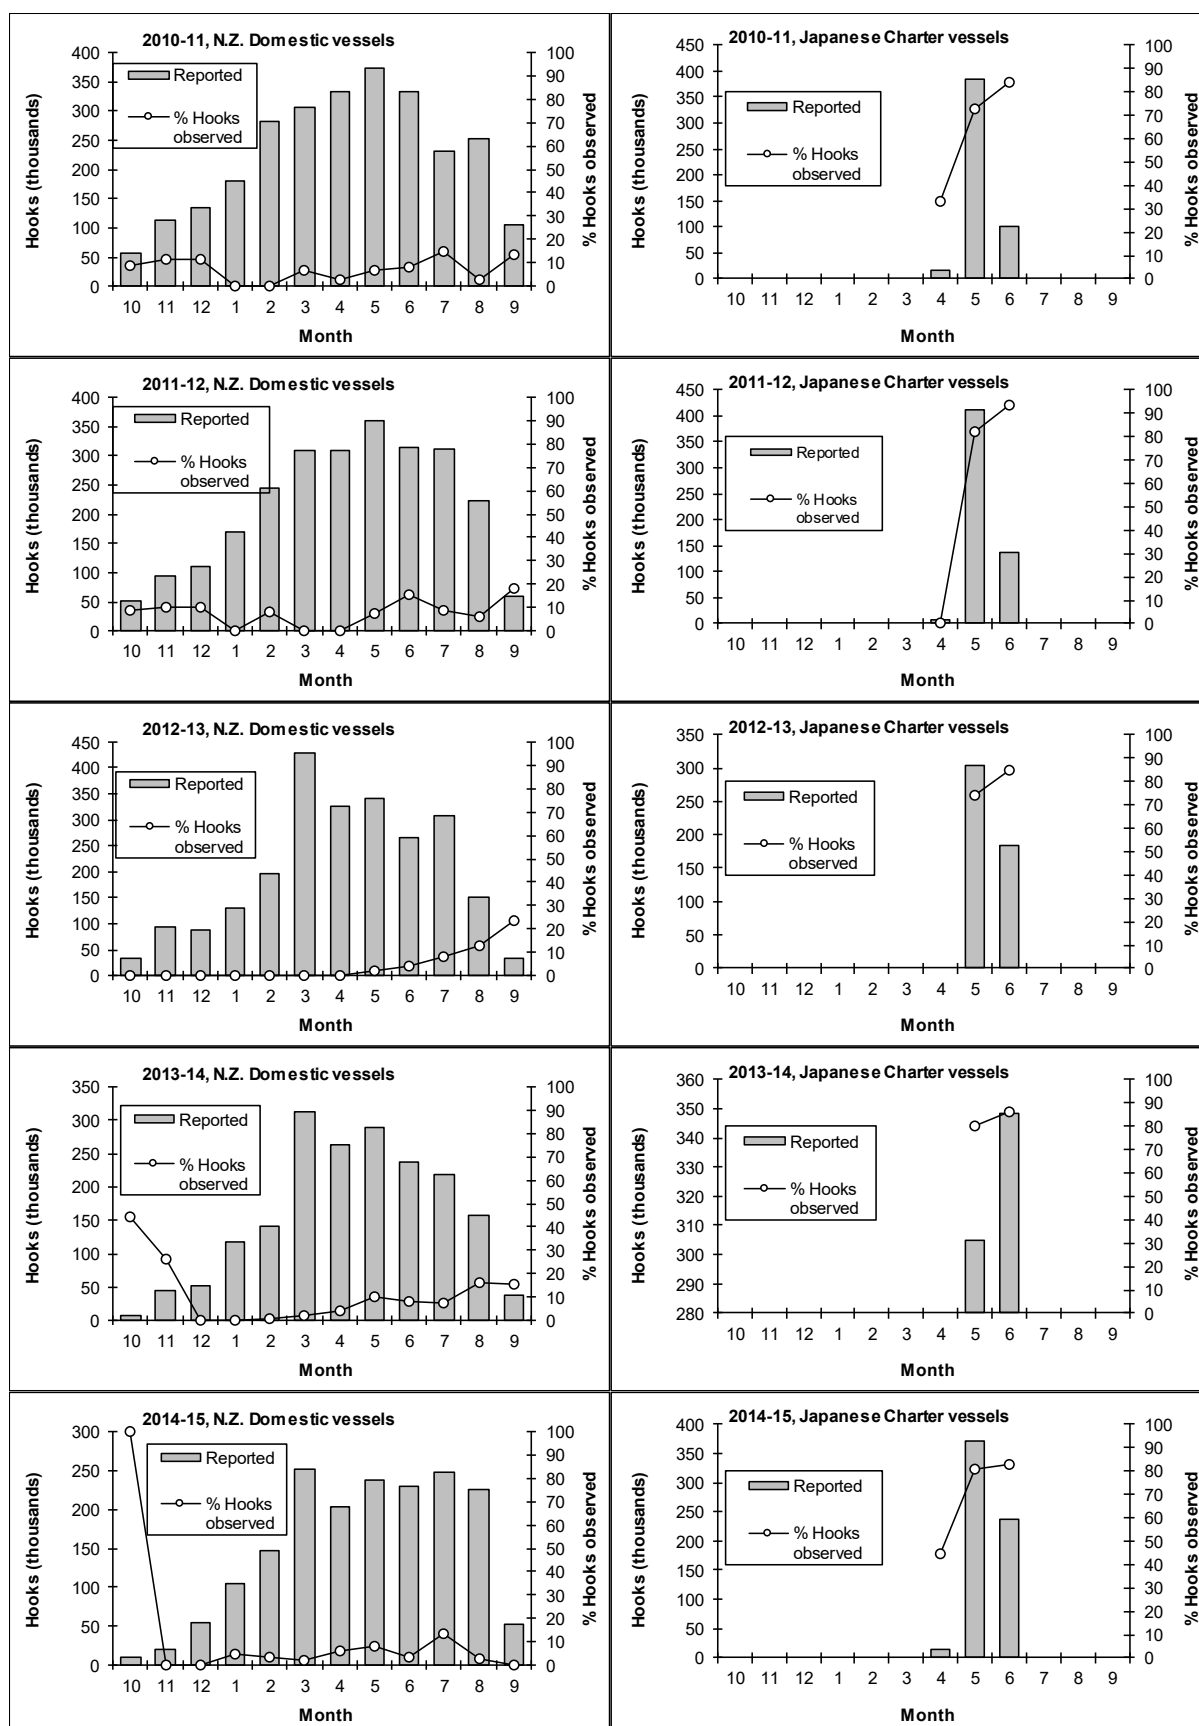 2010-11, N.Z. Domestic vessels
400
350
300
250
200
150
100
50
0
Hooks (thousands)
Reported
% Hooks
observed
100
90
80
70
60
50
40
30
20
10
0
% Hooks observed
10 11 12 1 2 3 4 5 6 7 8 9
Month
2010-11, Japanese Charter vessels
450
400
350
300
250
200
150
100
50
0
Hooks (thousands)
Reported
% Hooks
observed
100
90
80
70
60
50
40
30
20
10
0
% Hooks observed
10 11 12 1 2 3 4 5 6 7 8 9
Month
2011-12, N.Z. Domestic vessels
400
350
300
250
200
150
100
50
0
Hooks (thousands)
Reported
% Hooks
observed
100
90
80
70
60
50
40
30
20
10
0
% Hooks observed
10 11 12 1 2 3 4 5 6 7 8 9
Month
2011-12, Japanese Charter vessels
450
400
350
300
250
200
150
100
50
0
Hooks (thousands)
Reported
% Hooks
observed
100
90
80
70
60
50
40
30
20
10
0
% Hooks observed
10 11 12 1 2 3 4 5 6 7 8 9
Month
2012-13, N.Z. Domestic vessels
450
400
350
300
250
200
150
100
50
0
Hooks (thousands)
Reported
% Hooks
observed
100
90
80
70
60
50
40
30
20
10
0
% Hooks observed
10 11 12 1 2 3 4 5 6 7 8 9
Month
2012-13, Japanese Charter vessels
350
300
250
200
150
100
50
0
Hooks (thousands)
Reported
% Hooks
observed
100
90
80
70
60
50
40
30
20
10
0
% Hooks observed
10 11 12 1 2 3 4 5 6 7 8 9
Month
2013-14, N.Z. Domestic vessels
350
300
250
200
150
100
50
0
Hooks (thousands)
Reported
% Hooks
observed
100
90
80
70
60
50
40
30
20
10
0
% Hooks observed
10 11 12 1 2 3 4 5 6 7 8 9
Month
2013-14, Japanese Charter vessels
360
350
340
330
320
310
300
290
280
Hooks (thousands)
Reported
% Hooks
observed
100
90
80
70
60
50
40
30
20
10
0
% Hooks observed
10 11 12 1 2 3 4 5 6 7 8 9
Month
2014-15, N.Z. Domestic vessels
300
250
200
150
100
50
0
Hooks (thousands)
Reported
% Hooks
observed
100
90
80
70
60
50
40
30
20
10
0
% Hooks observed
10 11 12 1 2 3 4 5 6 7 8 9
Month
2014-15, Japanese Charter vessels
400
350
300
250
200
150
100
50
0
Hooks (thousands)
Reported
% Hooks
observed
100
90
80
70
60
50
40
30
20
10
0
% Hooks observed
10 11 12 1 2 3 4 5 6 7 8 9
Month